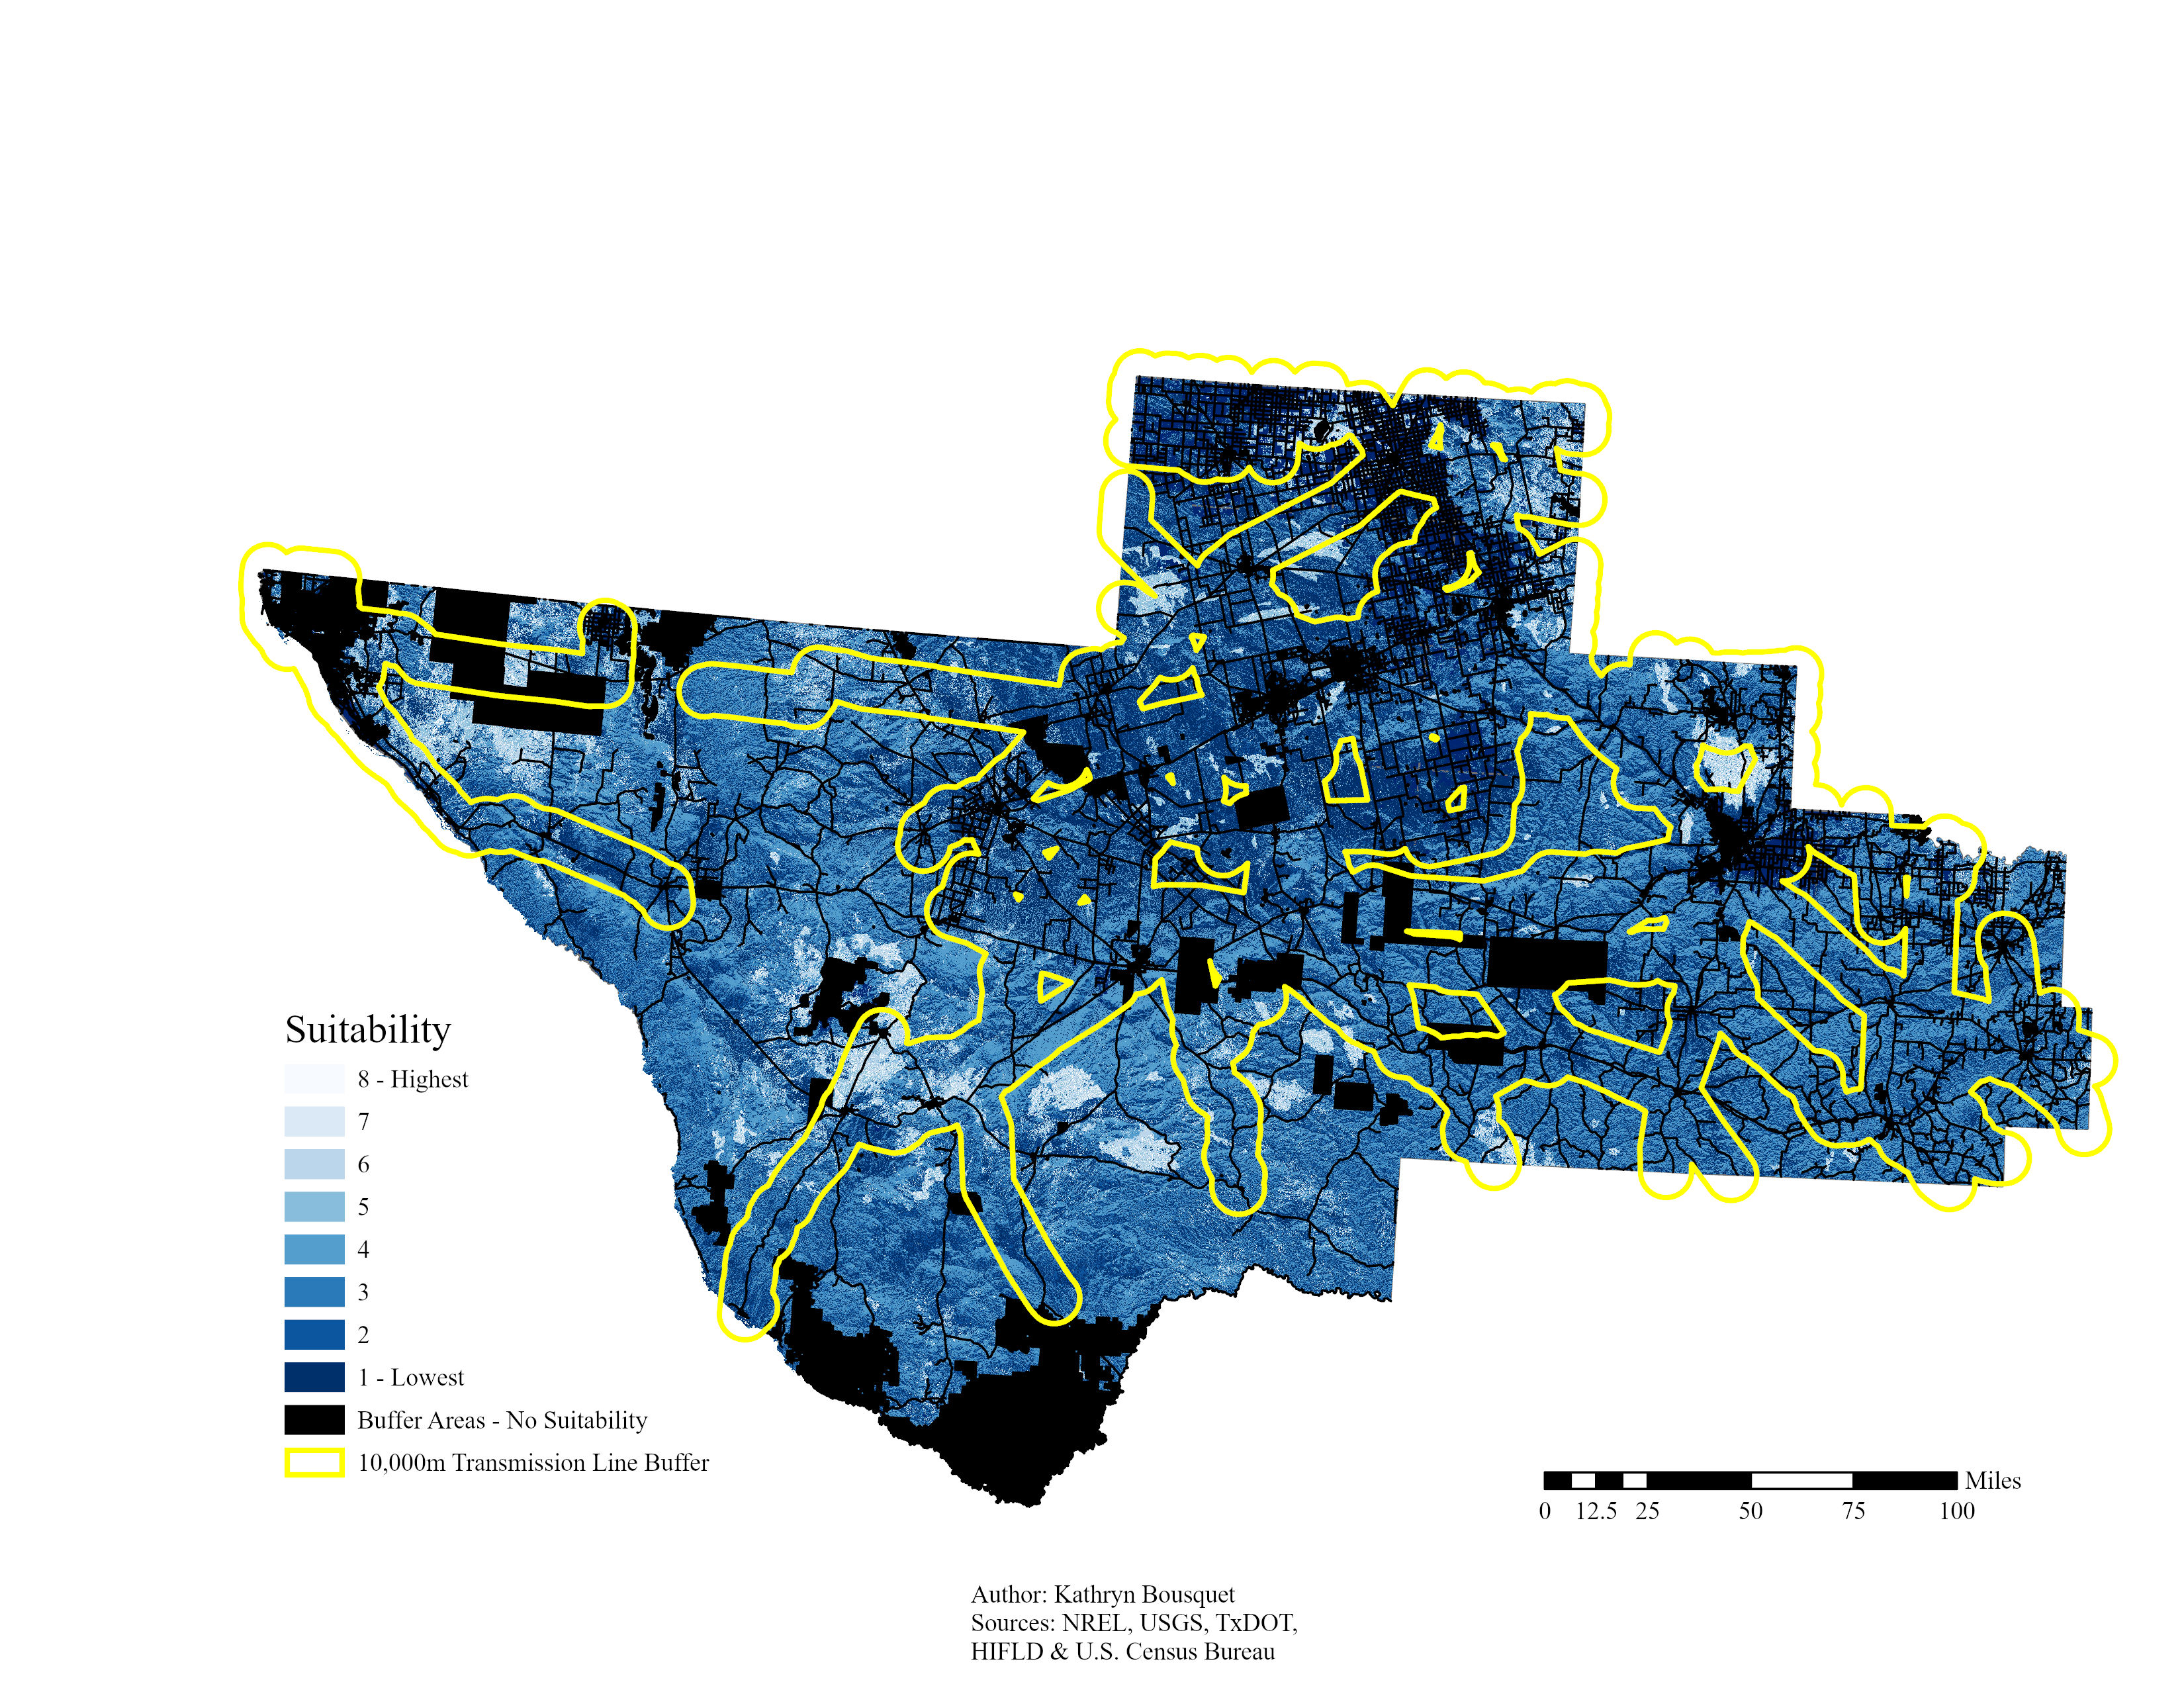 Suitability
8 - Highest
7
6
5
4
3
2
1 - Lowest
Buffer Areas - No Suitability
10,000m Transmission Line Buffer
Miles
0 12.5 25 50 75 100
Author: Kathryn Bousquet
Sources: NREL, USGS, TxDOT,
HIFLD & U.S. Census Bureau